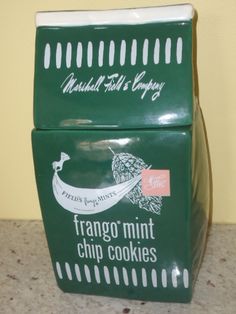 Marshall Field & Company
FIELD'S Frango MINTS
frango® mint
chip cookies